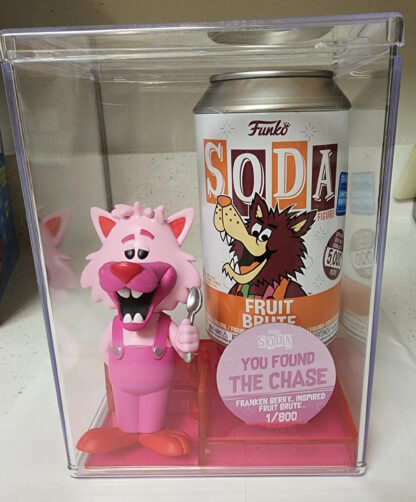 Funko
SODA
FIGURE
FRUIT
BRUTE
SODA
YOU FOUND
THE CHASE
FRANKEN BERRY INSPIRED
FRUIT BRUTE
1/800